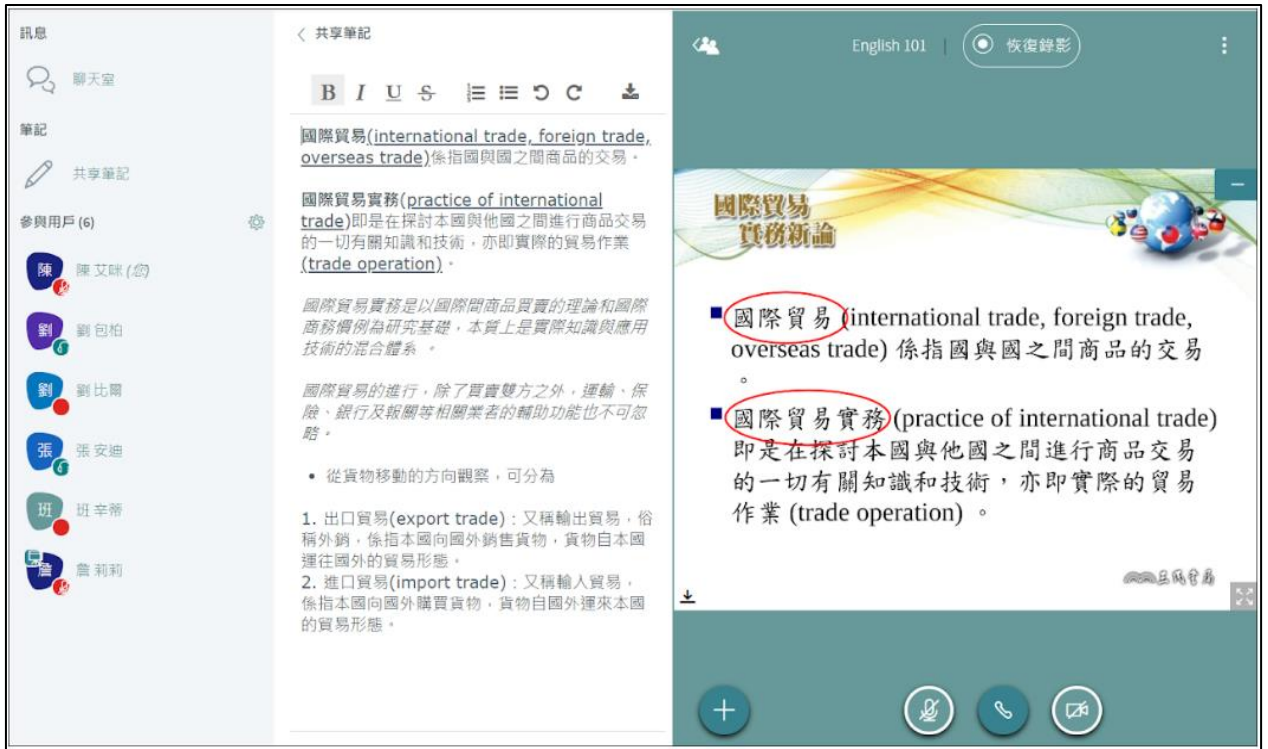 訊息
聊天室
筆記
共享筆記
參與用戶 (6)
陳 陳 艾咪 (您)
劉 劉 包柏
劉 劉 比爾
張 張 安迪
班 班 辛蒂
詹 詹 莉莉
共享筆記
B I U S
國際貿易(international trade, foreign trade,
overseas trade)係指國與國之間商品的交易。
國際貿易實務(practice of international
trade)即是在探討本國與他國之間進行商品交易
的一切有關知識和技術，亦即實際的貿易作業
(trade operation)。
國際貿易實務是以國際間商品買賣的理論和國際
商務慣例為研究基礎，本質上是實際知識與應用
技術的混合體系 。
國際貿易的進行，除了買賣雙方之外，運輸、保
險、銀行及報關等相關業者的輔助功能也不可忽
略。
• 從貨物移動的方向觀察，可分為
1. 出口貿易(export trade)：又稱輸出貿易，俗
稱外銷，係指本國向國外銷售貨物，貨物自本國
運往國外的貿易形態。
2. 進口貿易(import trade)：又稱輸人貿易，
係指本國向國外購買貨物，貨物自國外運來本國
的貿易形態。
English 101
恢復錄影
國際貿易
實務新論
國際貿易 (international trade, foreign trade,
overseas trade) 係指國與國之間商品的交易
。
國際貿易實務 (practice of international trade)
即是在探討本國與他國之間進行商品交易
的一切有關知識和技術，亦即實際的貿易
作業 (trade operation) 。